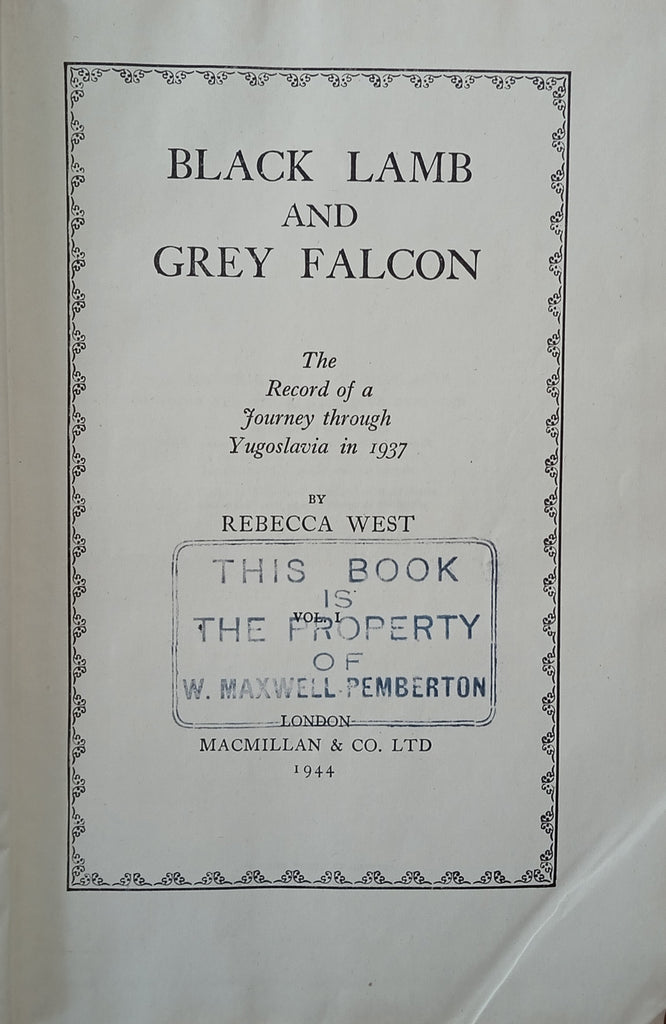 BLACK LAMB
AND
GREY FALCON
The
Record of a
Journey through
Yugoslavia in 1937
BY
REBECCA WEST
THIS BOOK
IS
VOL. I
THE PROPERTY
OF
W. MAXWELL-PEMBERTON
LONDON
MACMILLAN & CO. LTD
1944